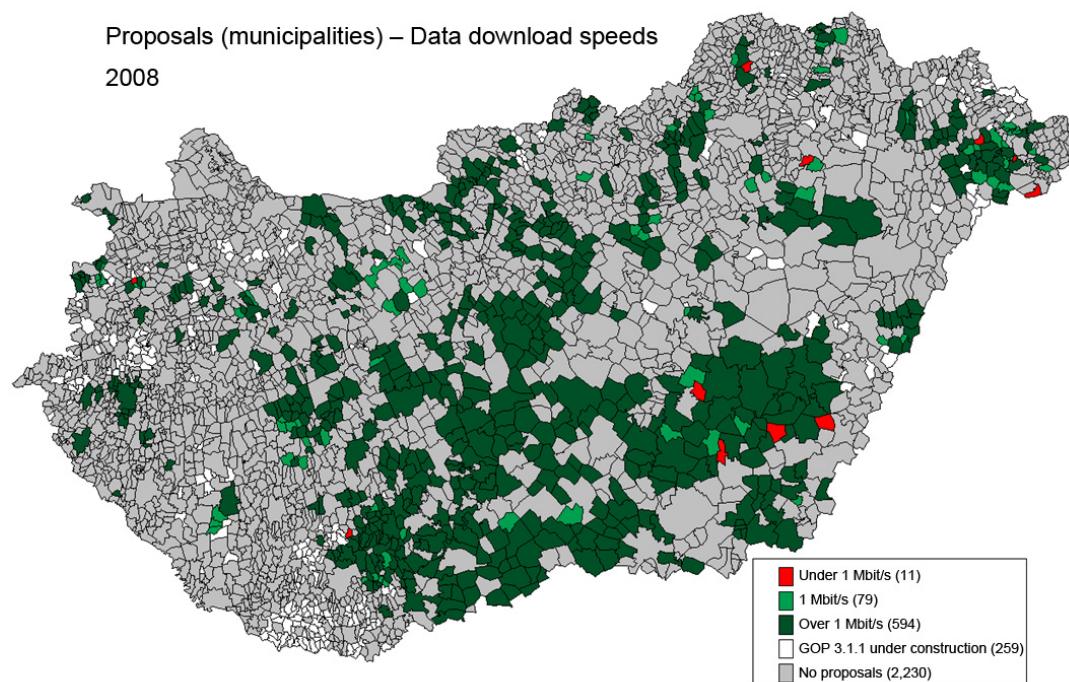 Proposals (municipalities) – Data download speeds
2008
Under 1 Mbit/s (11)
1 Mbit/s (79)
Over 1 Mbit/s (594)
GOP 3.1.1 under construction (259)
No proposals (2,230)